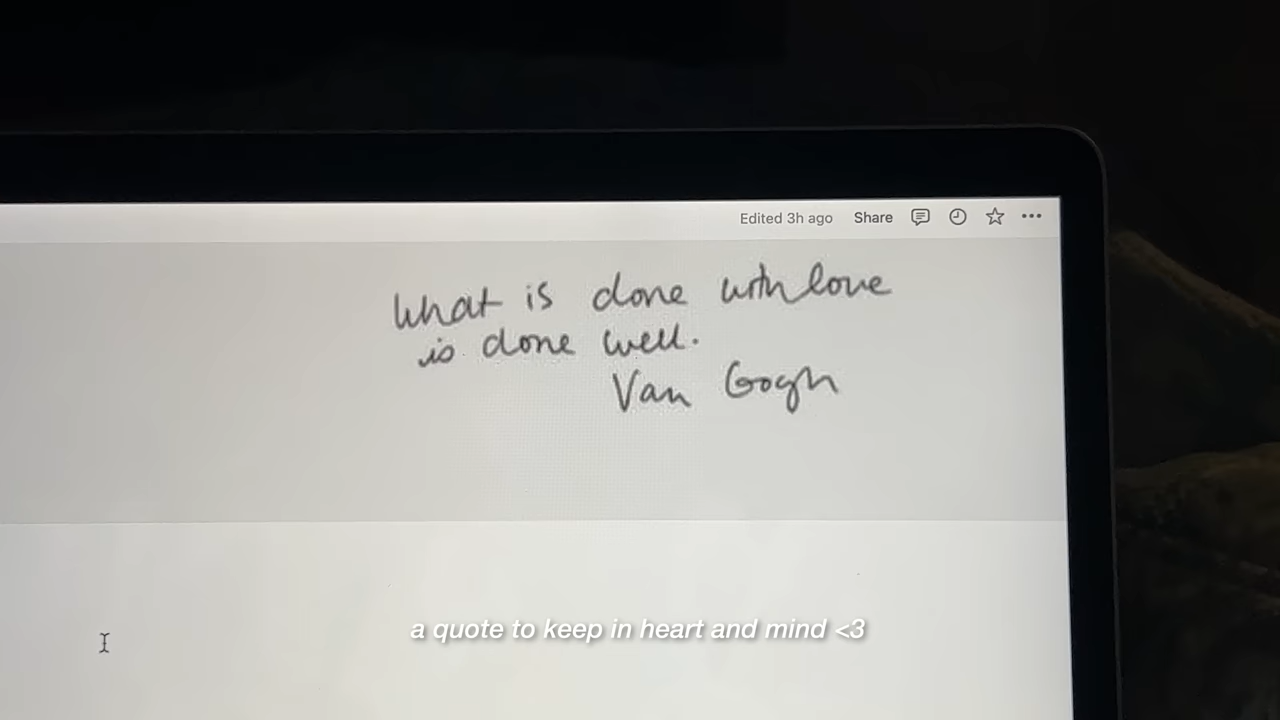 Edited 3h ago Share
What is done with love
is done well.
Van Gogh
a quote to keep in heart and mind <3